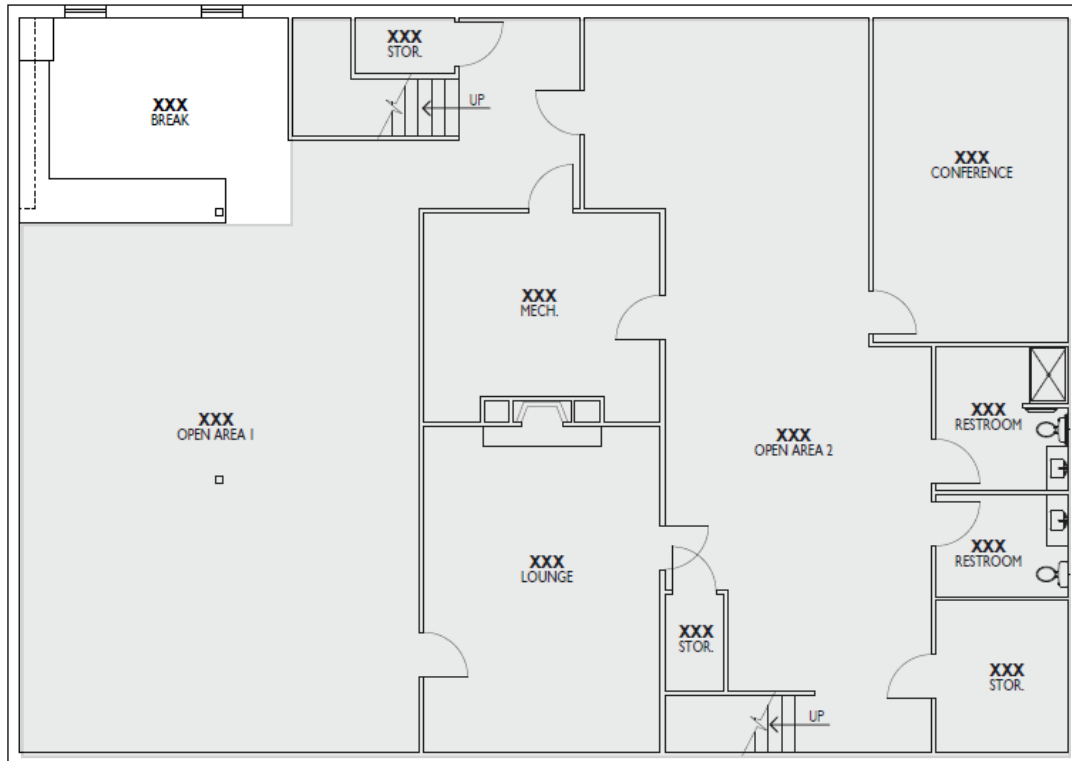 XXX
STOR.
UP
XXX
BREAK
XXX
CONFERENCE
XXX
MECH.
XXX
OPEN AREA 1
XXX
OPEN AREA 2
XXX
RESTROOM
XXX
RESTROOM
XXX
LOUNGE
XXX
STOR.
XXX
STOR.
UP